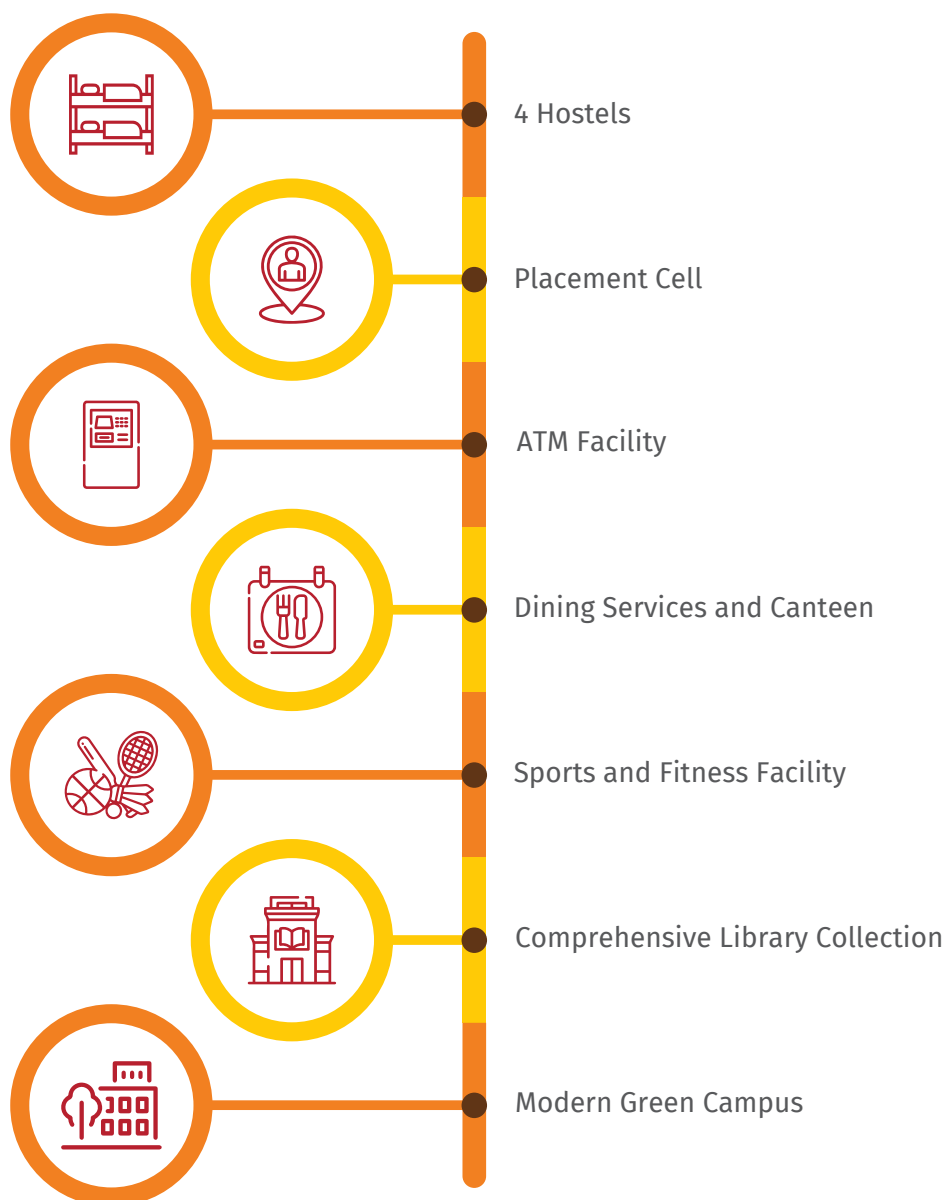 4 Hostels
Placement Cell
ATM Facility
Dining Services and Canteen
Sports and Fitness Facility
Comprehensive Library Collection
Modern Green Campus